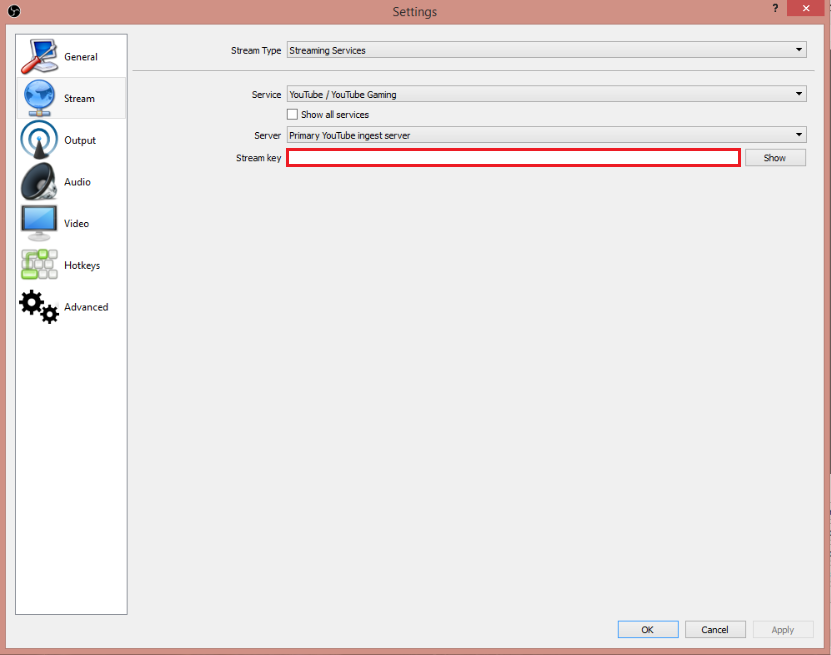 Settings
?
General
Stream
Output
Audio
Video
Hotkeys
Advanced
Stream Type Streaming Services
Service YouTube / YouTube Gaming
Show all services
Server Primary YouTube ingest server
Stream key Show
OK Cancel Apply